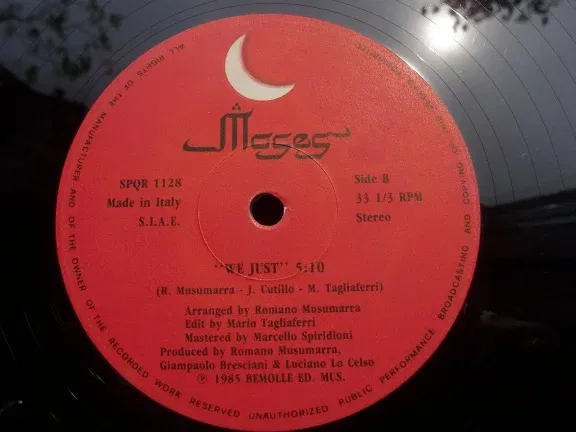 Moses
SPQR 1128
Made in Italy
S.I.A.E.
Side B
33 1/3 RPM
Stereo
"WE JUST" 5:10
(R. Musumarra - J. Cutillo - M. Tagliaferri)
Arranged by Romano Musumarra
Edit by Mario Tagliaferri
Mastered by Marcello Spiridioni
Produced by Romano Musumarra,
Giampaolo Bresciani & Luciano Lo Celso
℗ 1985 BEMOLLE ED. MUS.
ALL RIGHTS OF THE MANUFACTURER AND OF THE OWNER OF THE RECORDED WORK RESERVED UNAUTHORIZED PUBLIC PERFORMANCE BROADCASTING AND COPYING OF THIS RECORD